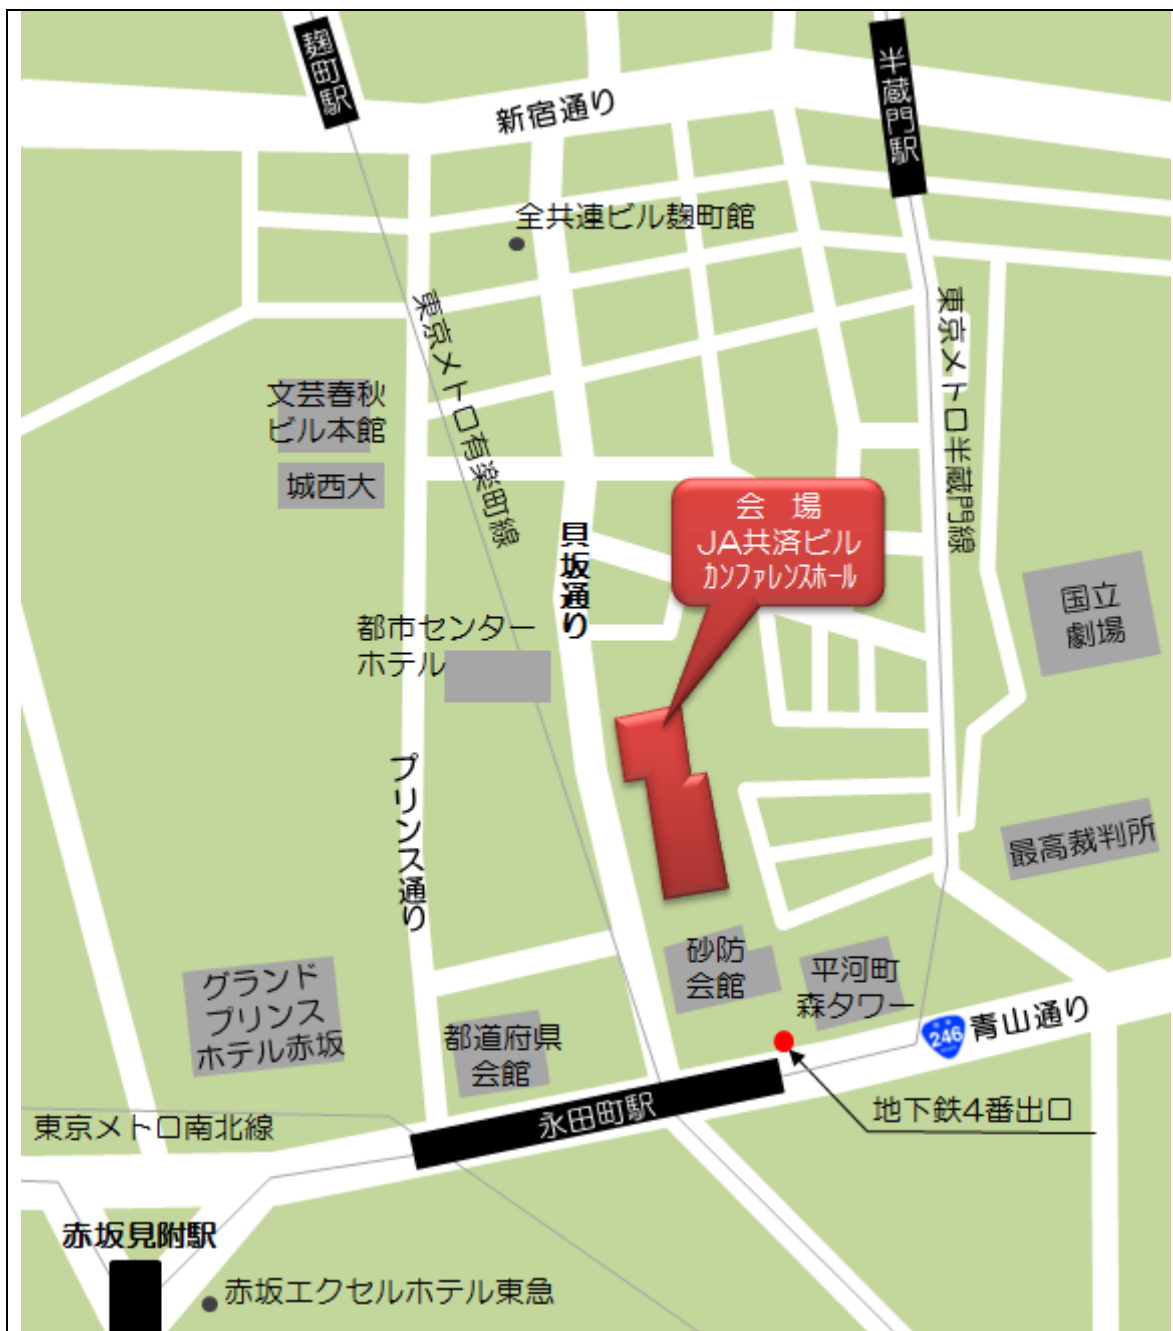 麹町駅
半蔵門駅
新宿通り
全共連ビル麹町館
東京メトロ有楽町線
東京メトロ半蔵門線
文芸春秋
ビル本館
城西大
会 場
JA共済ビル
カンファレンスホール
貝坂通り
国立
劇場
都市センター
ホテル
プリンス通り
最高裁判所
砂防
会館
平河町
森タワー
グランド
プリンス
ホテル赤坂
都道府県
会館
246
青山通り
永田町駅
地下鉄4番出口
東京メトロ南北線
赤坂見附駅
赤坂エクセルホテル東急